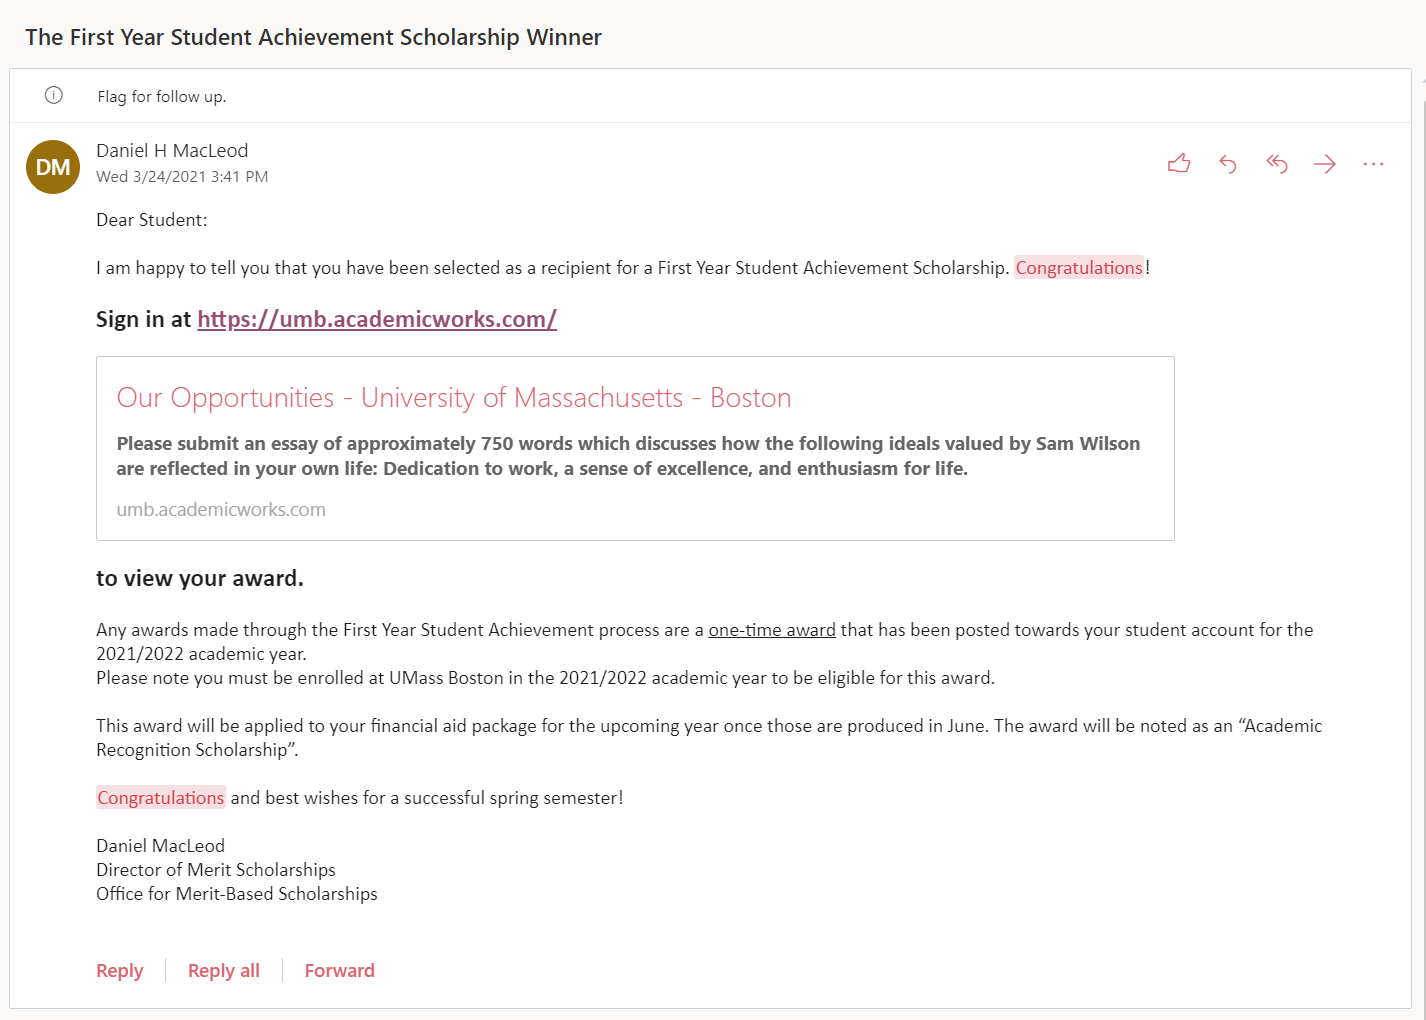 The First Year Student Achievement Scholarship Winner
Flag for follow up.
DM
Daniel H MacLeod
Wed 3/24/2021 3:41 PM
Dear Student:
I am happy to tell you that you have been selected as a recipient for a First Year Student Achievement Scholarship. Congratulations!
Sign in at https://umb.academicworks.com/
Our Opportunities - University of Massachusetts - Boston
Please submit an essay of approximately 750 words which discusses how the following ideals valued by Sam Wilson
are reflected in your own life: Dedication to work, a sense of excellence, and enthusiasm for life.
umb.academicworks.com
to view your award.
Any awards made through the First Year Student Achievement process are a one-time award that has been posted towards your student account for the
2021/2022 academic year.
Please note you must be enrolled at UMass Boston in the 2021/2022 academic year to be eligible for this award.
This award will be applied to your financial aid package for the upcoming year once those are produced in June. The award will be noted as an “Academic
Recognition Scholarship”.
Congratulations and best wishes for a successful spring semester!
Daniel MacLeod
Director of Merit Scholarships
Office for Merit-Based Scholarships
Reply
Reply all
Forward